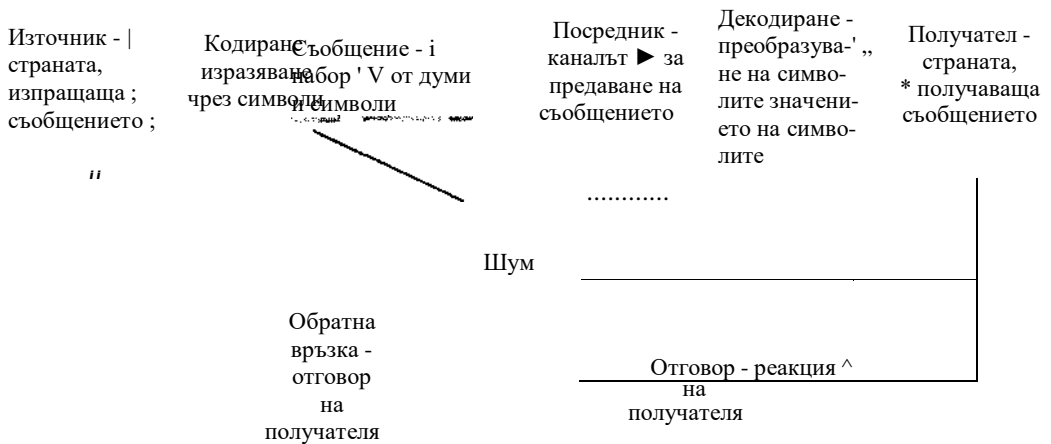 Източник - |
страната,
изпращаща ;
съобщението ;
Кодиране
изразяване
чрез символи
Съобщение - i
набор ' V от думи
и символи
Посредник -
каналът ► за
предаване на
съобщението
Декодиране -
преобразува-' „
не на симво-
лите значени-
ето на симво-
лите
Получател -
страната,
* получаваща
съобщението
и
............
Шум
Обратна
връзка -
отговор
на
получателя
Отговор - реакция ^
на
получателя